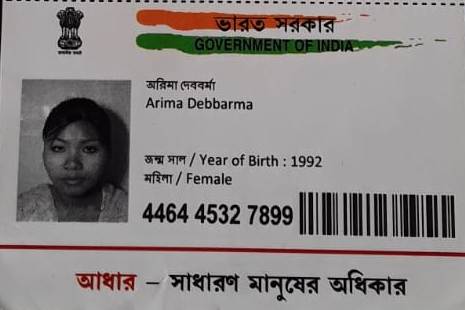 ভারত সরকার
GOVERNMENT OF INDIA
অরিমা দেববর্মা
Arima Debbarma
জন্ম সাল / Year of Birth : 1992
মহিলা / Female
4464 4532 7899
আধার – সাধারণ মানুষের অধিকার